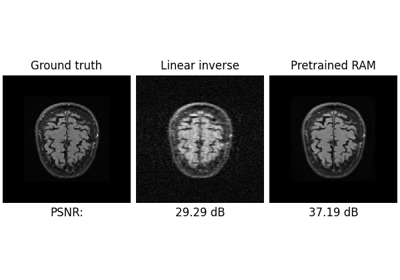 Ground truth Linear inverse Pretrained RAM
PSNR: 29.29 dB 37.19 dB